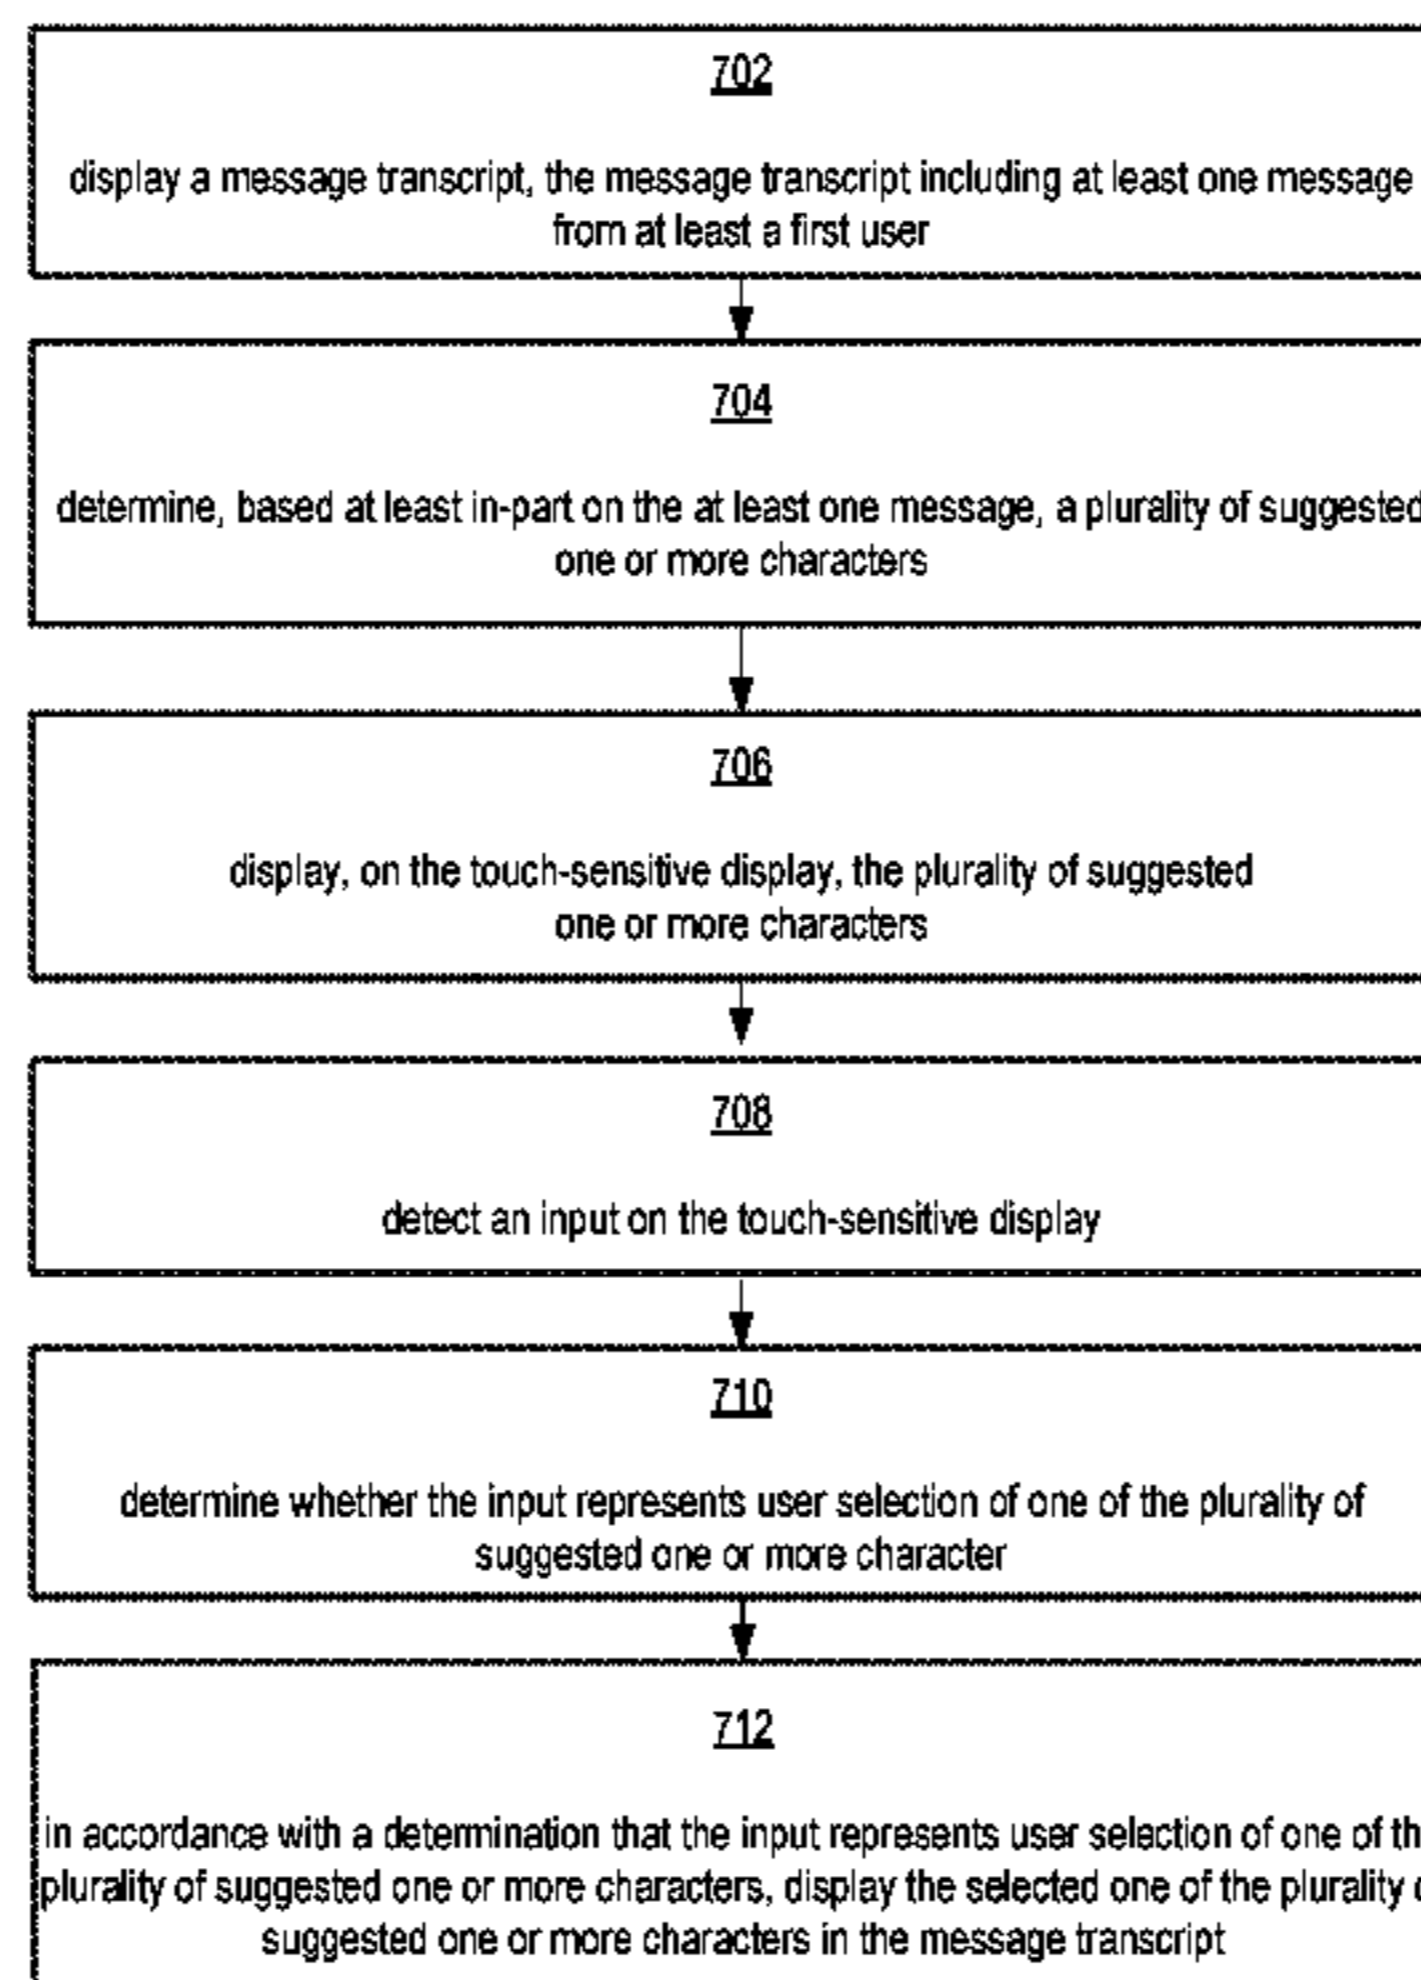 702
display a message transcript, the message transcript including at least one message
from at least a first user
704
determine, based at least in-part on the at least one message, a plurality of suggested
one or more characters
706
display, on the touch-sensitive display, the plurality of suggested
one or more characters
708
detect an input on the touch-sensitive display
710
determine whether the input represents user selection of one of the plurality of
suggested one or more character
712
in accordance with a determination that the input represents user selection of one of th
plurality of suggested one or more characters, display the selected one of the plurality
suggested one or more characters in the message transcript